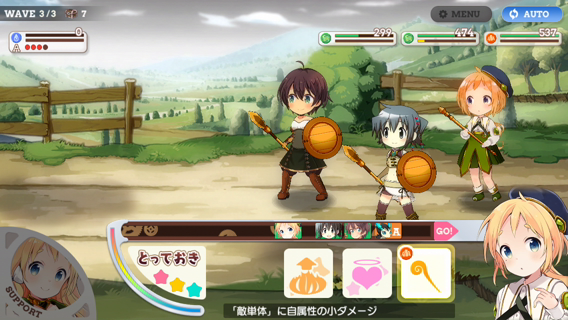 WAVE 3/3 7
MENU
AUTO
0
A
299
474
537
A GO!
とっておき
SUPPORT
「敵単体」に自属性の小ダメージ